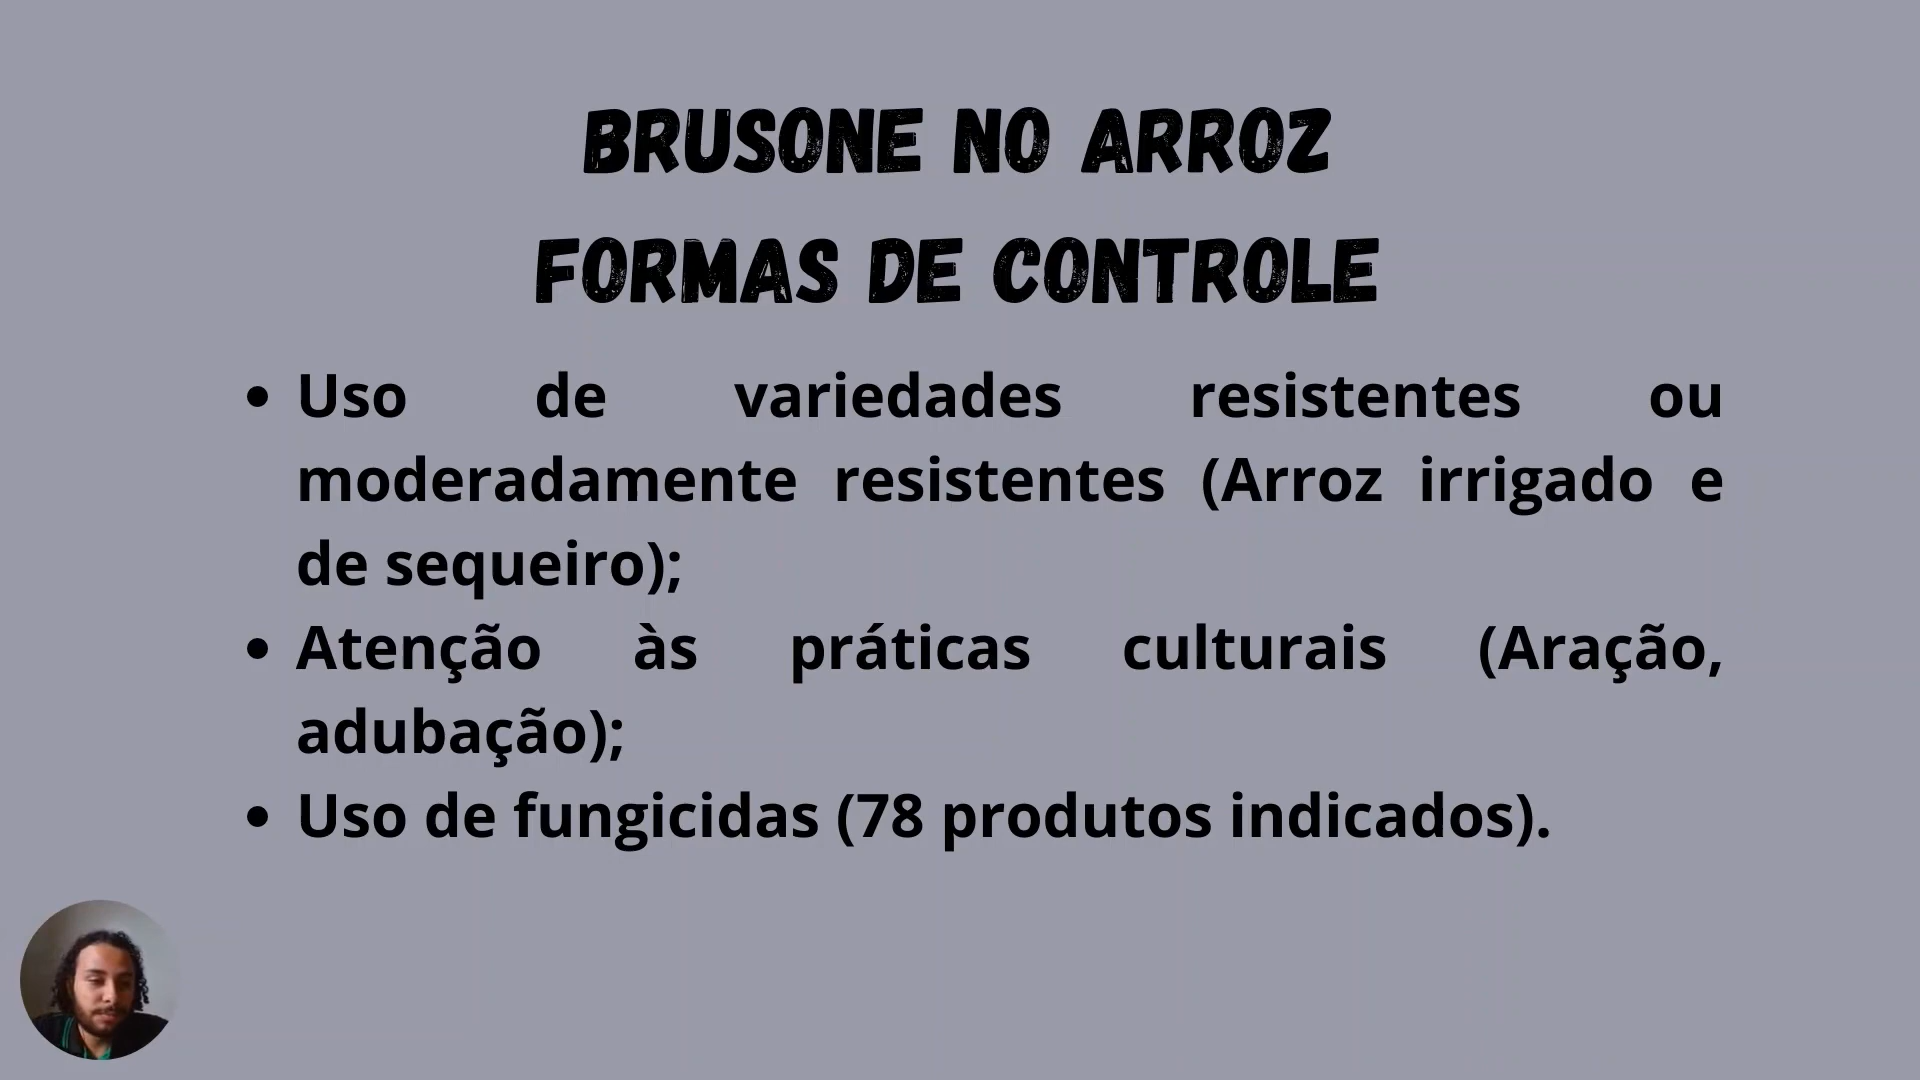 BRUSONE NO ARROZ
FORMAS DE CONTROLE
• Uso de variedades resistentes ou
moderadamente resistentes (Arroz irrigado e
de sequeiro);
• Atenção às práticas culturais (Aração,
adubação);
• Uso de fungicidas (78 produtos indicados).